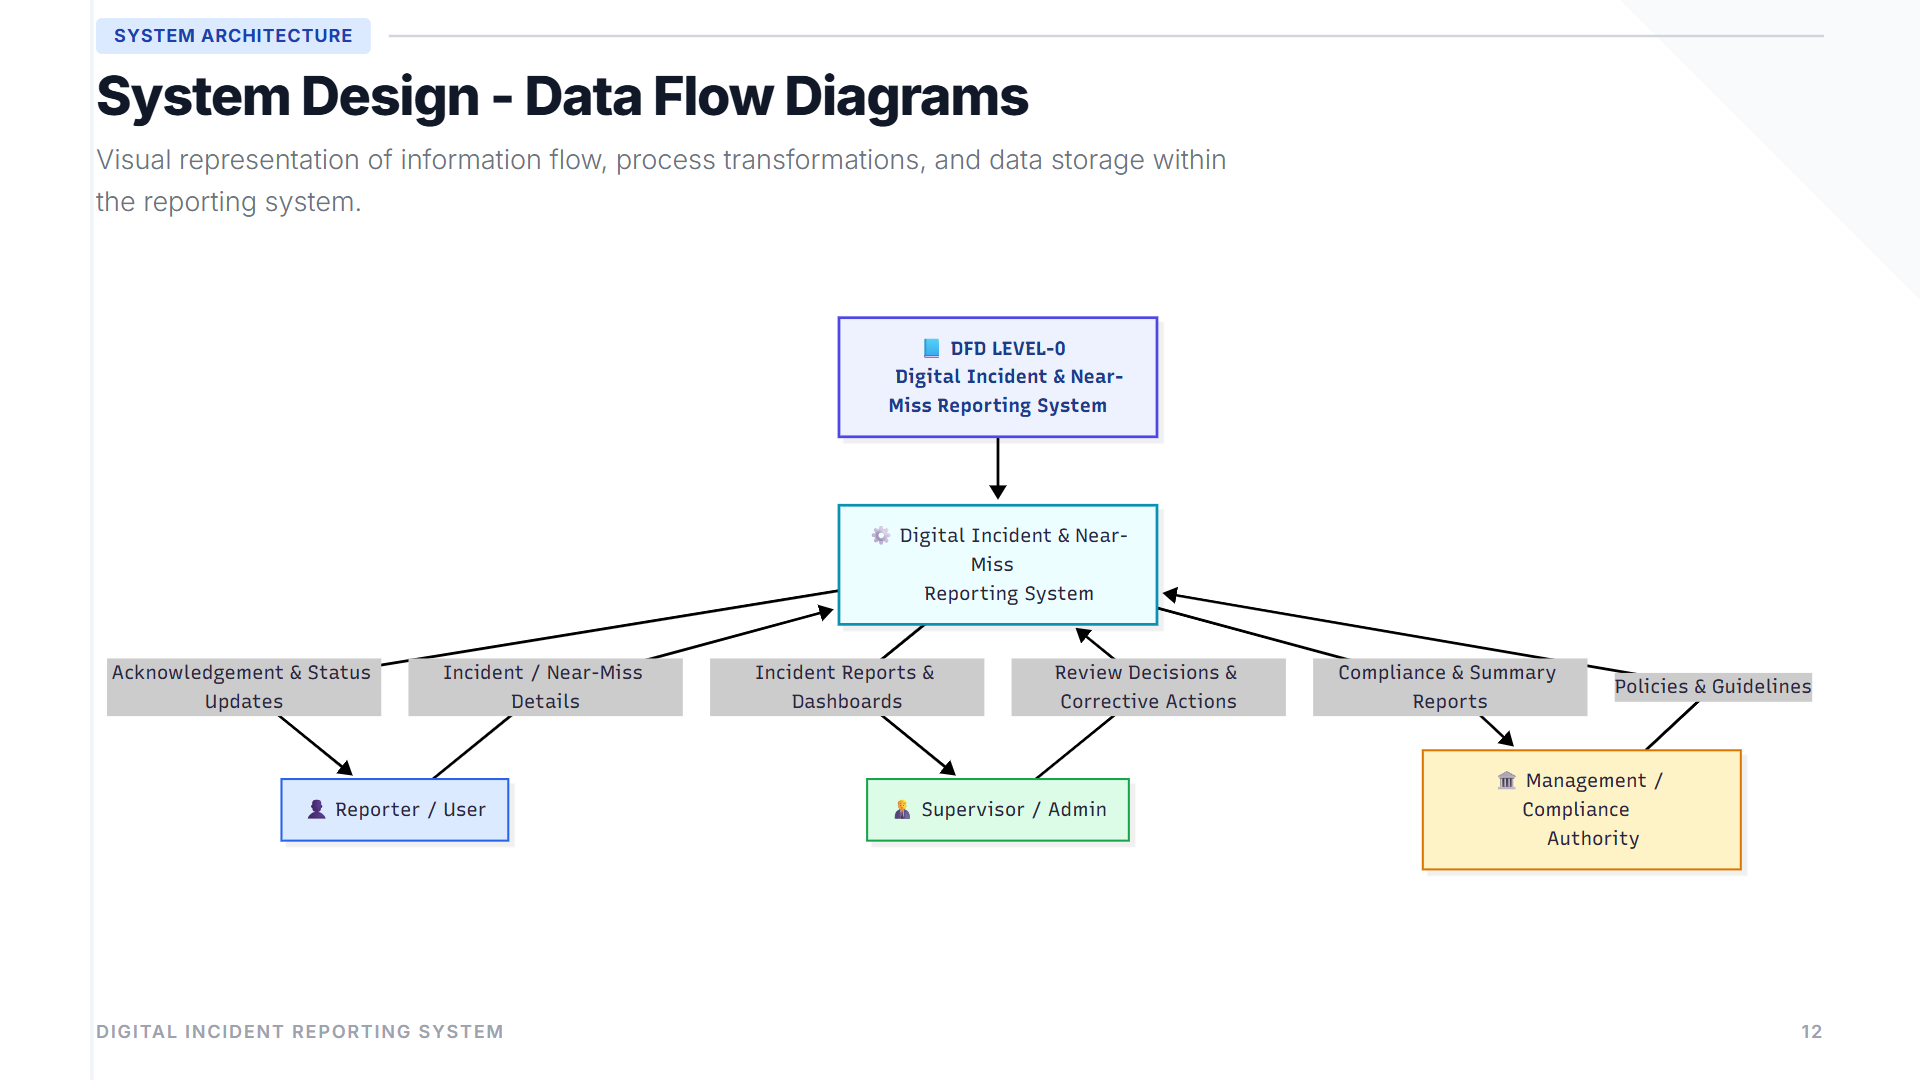 SYSTEM ARCHITECTURE
System Design - Data Flow Diagrams
Visual representation of information flow, process transformations, and data storage within
the reporting system.
DFD LEVEL-0
Digital Incident & Near-
Miss Reporting System
Digital Incident & Near-
Miss
Reporting System
Acknowledgement & Status
Updates
Incident / Near-Miss
Details
Incident Reports &
Dashboards
Review Decisions &
Corrective Actions
Compliance & Summary
Reports
Policies & Guidelines
Reporter / User
Supervisor / Admin
Management /
Compliance
Authority
DIGITAL INCIDENT REPORTING SYSTEM
12